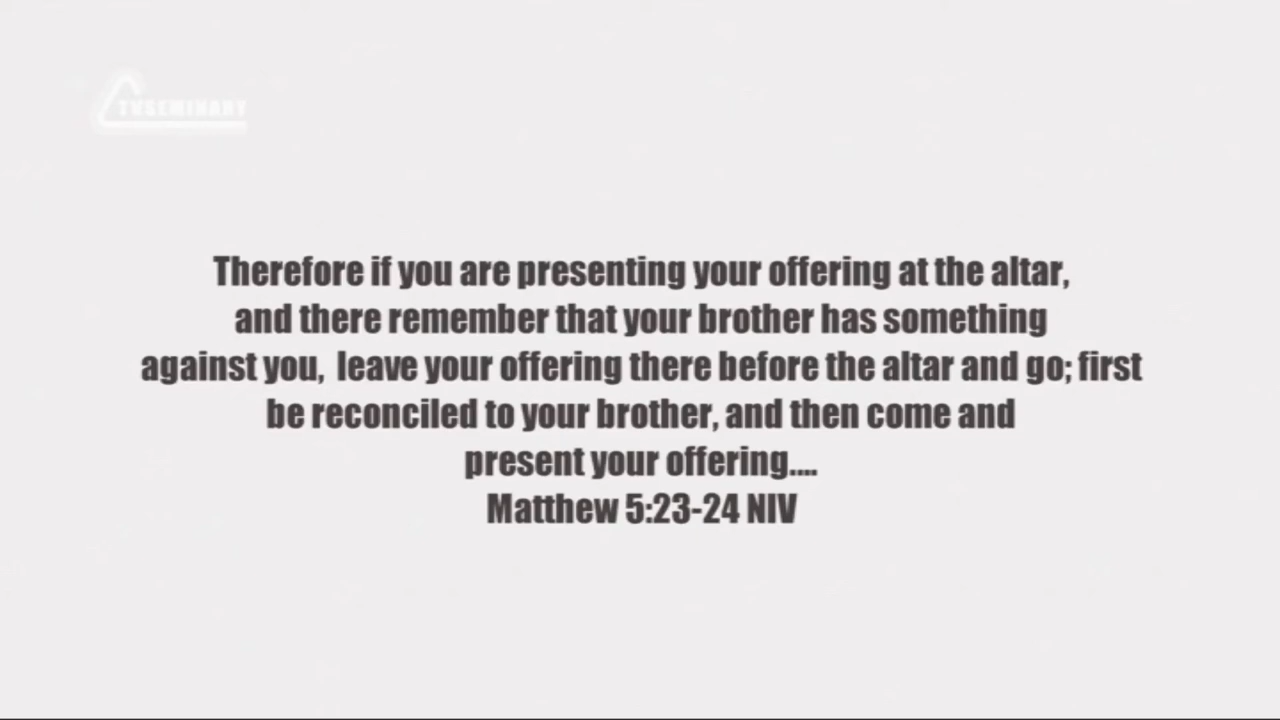 TVSEMINARY
Therefore if you are presenting your offering at the altar,
and there remember that your brother has something
against you, leave your offering there before the altar and go; first
be reconciled to your brother, and then come and
present your offering....
Matthew 5:23-24 NIV